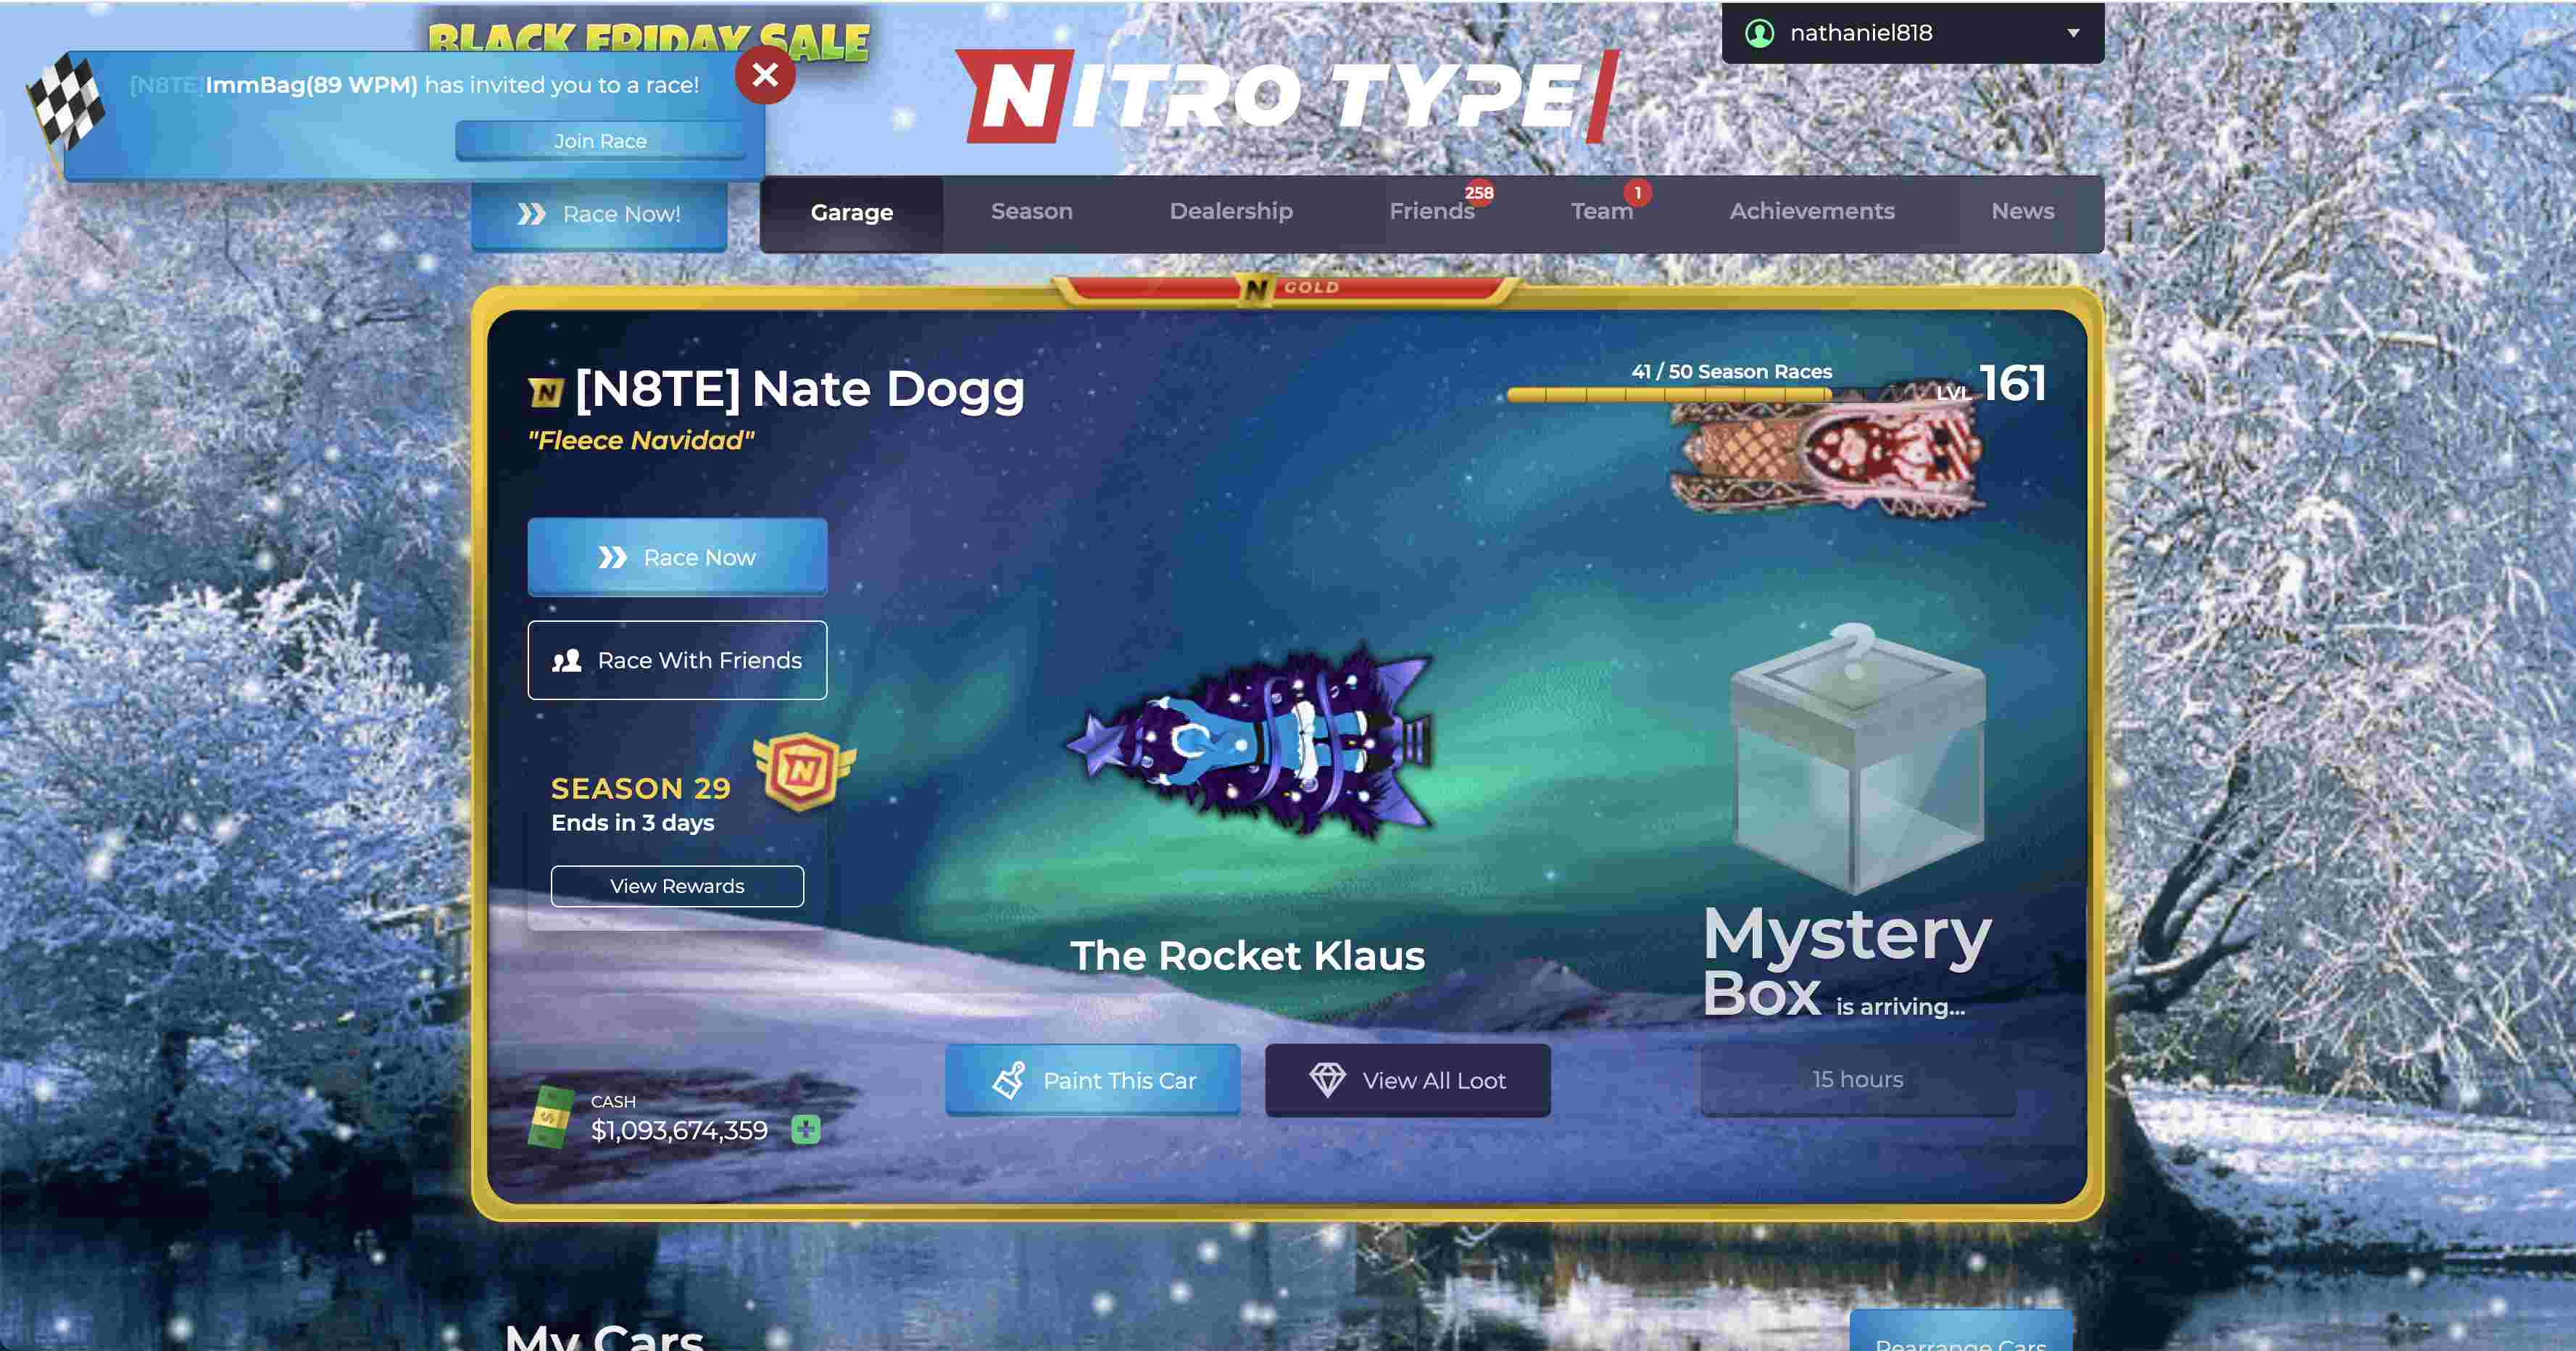 BLACK FRIDAY SALE
[N8TE]ImmBag(89 WPM) has invited you to a race!
Join Race
NITRO TYPE
nathaniel818
Race Now!
Garage
Season
Dealership
Friends
258
Team
1
Achievements
News
N GOLD
N [N8TE] Nate Dogg
"Fleece Navidad"
41 / 50 Season Races
LVL 161
Race Now
Race With Friends
SEASON 29
N
Ends in 3 days
View Rewards
The Rocket Klaus
?
Mystery
Box is arriving...
CASH
$1,093,674,359
Paint This Car
View All Loot
15 hours
My Cars
Rearrange Cars